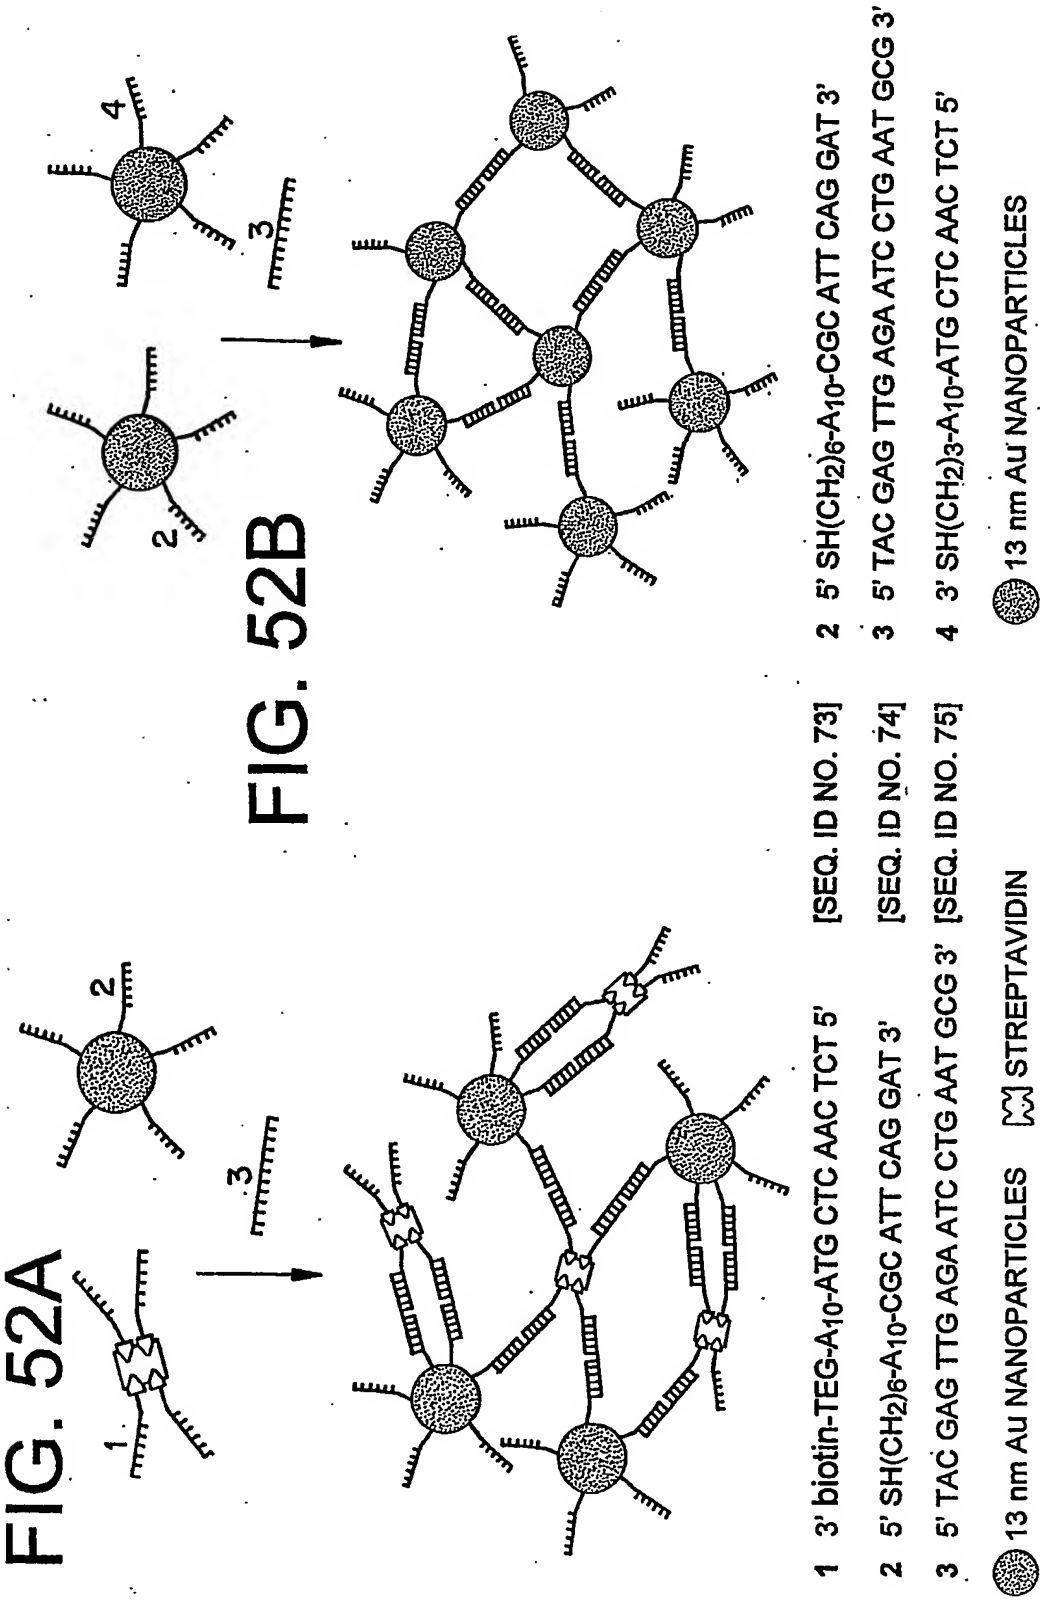 FIG. 52A
1
2
3
1 3' biotin-TEG-A10-ATG CTC AAC TCT 5' [SEQ. ID NO. 73]
2 5' SH(CH2)6-A10-CGC ATT CAG GAT 3' [SEQ. ID NO. 74]
3 5' TAC GAG TTG AGA ATC CTG AAT GCG 3' [SEQ. ID NO. 75]
13 nm Au NANOPARTICLES STREPTAVIDIN
FIG. 52B
2
4
3
2 5' SH(CH2)6-A10-CGC ATT CAG GAT 3'
3 5' TAC GAG TTG AGA ATC CTG AAT GCG 3'
4 3' SH(CH2)3-A10-ATG CTC AAC TCT 5'
13 nm Au NANOPARTICLES